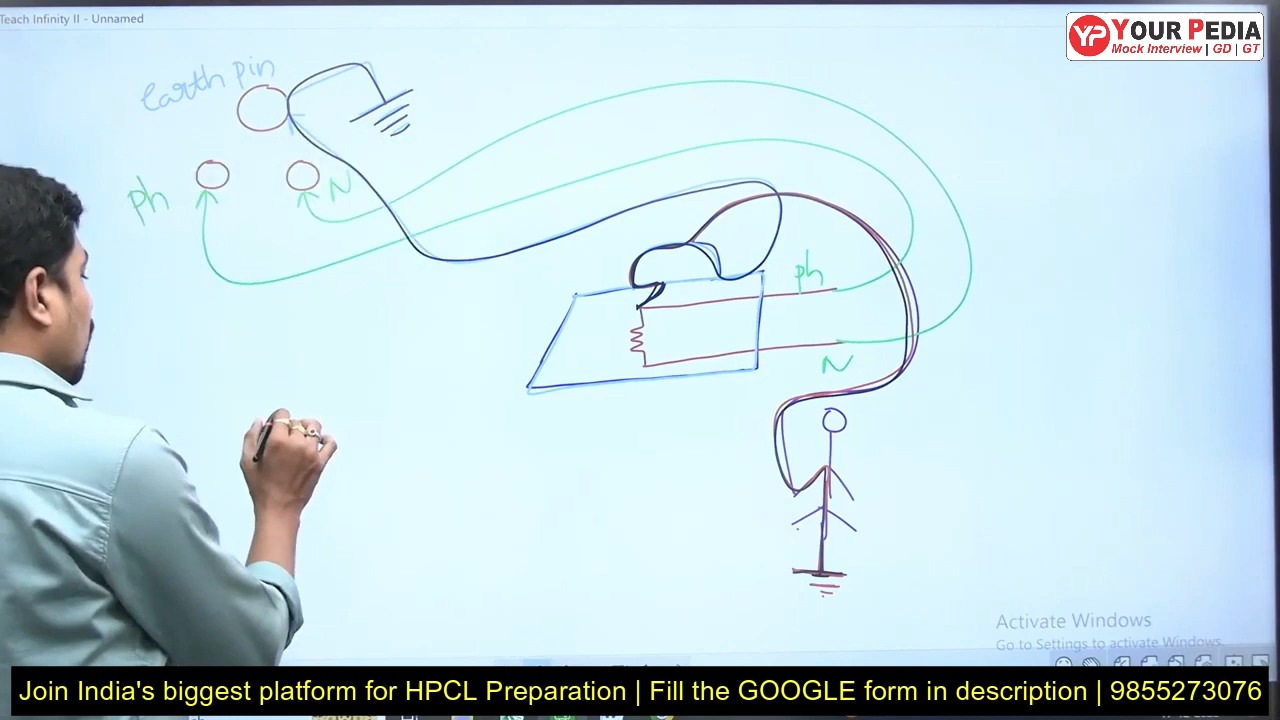 Teach Infinity II - Unnamed
YP YOUR PEDIA
Mock Interview | GD | GT
earth pin
ph
N
ph
N
Activate Windows
Go to Settings to activate Windows.
Join India's biggest platform for HPCL Preparation | Fill the GOOGLE form in description | 9855273076